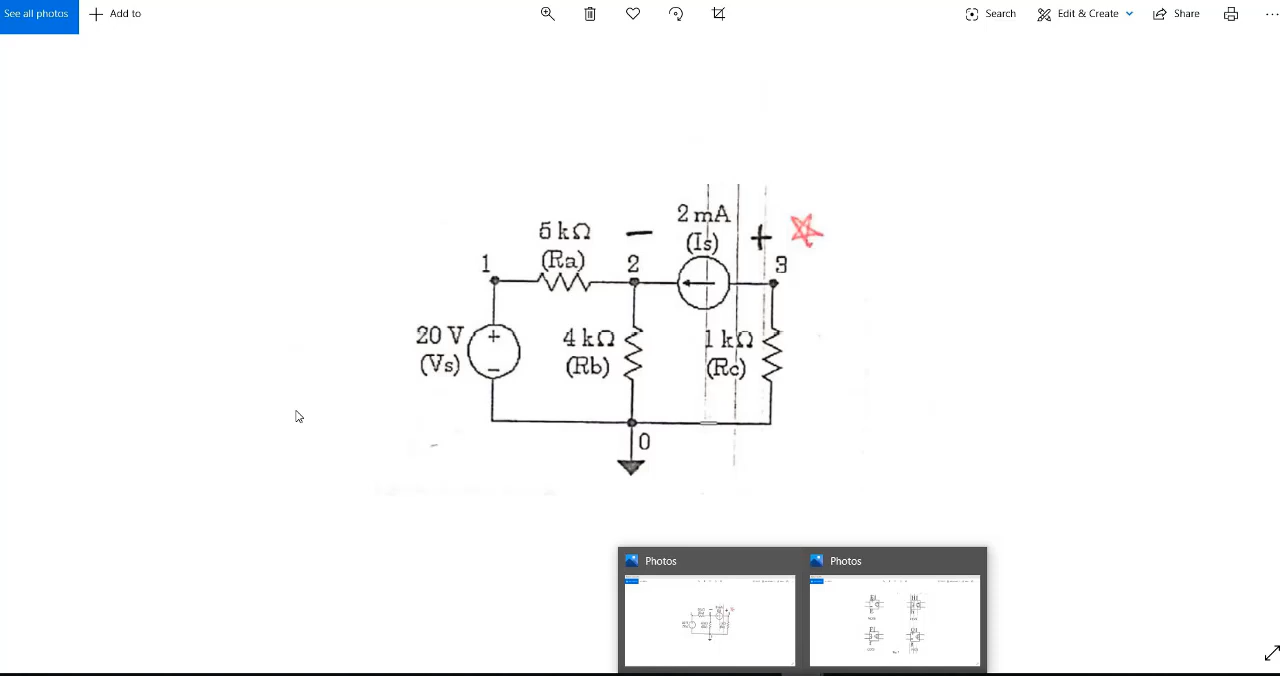 See all photos
Add to
Search
Edit & Create
Share
2 mA
(Is)
5 kΩ
(Ra)
−
+
1
2
3
20 V
(Vs)
+
−
4 kΩ
(Rb)
1 kΩ
(Rc)
0
Photos
Photos